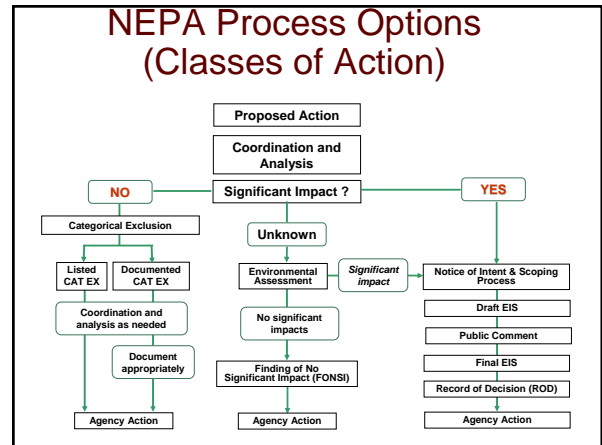 NEPA Process Options
(Classes of Action)
Proposed Action
Coordination and
Analysis
NO
Significant Impact ?
YES
Categorical Exclusion
Unknown
Listed
CAT EX
Documented
CAT EX
Environmental
Assessment
Significant
impact
Notice of Intent & Scoping
Process
Coordination and
analysis as needed
No significant
impacts
Draft EIS
Public Comment
Document
appropriately
Finding of No
Significant Impact (FONSI)
Final EIS
Record of Decision (ROD)
Agency Action
Agency Action
Agency Action